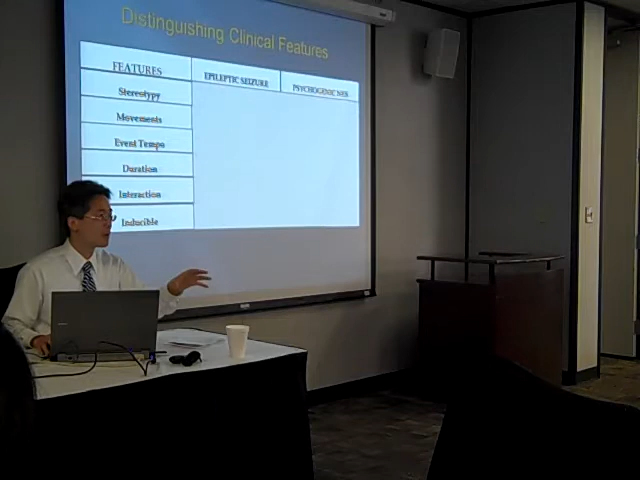 Distinguishing Clinical Features
FEATURES EPILEPTIC SEIZURE PSYCHOGENIC NES
Stereotypy
Movements
Event Tempo
Duration
Interaction
Inducible